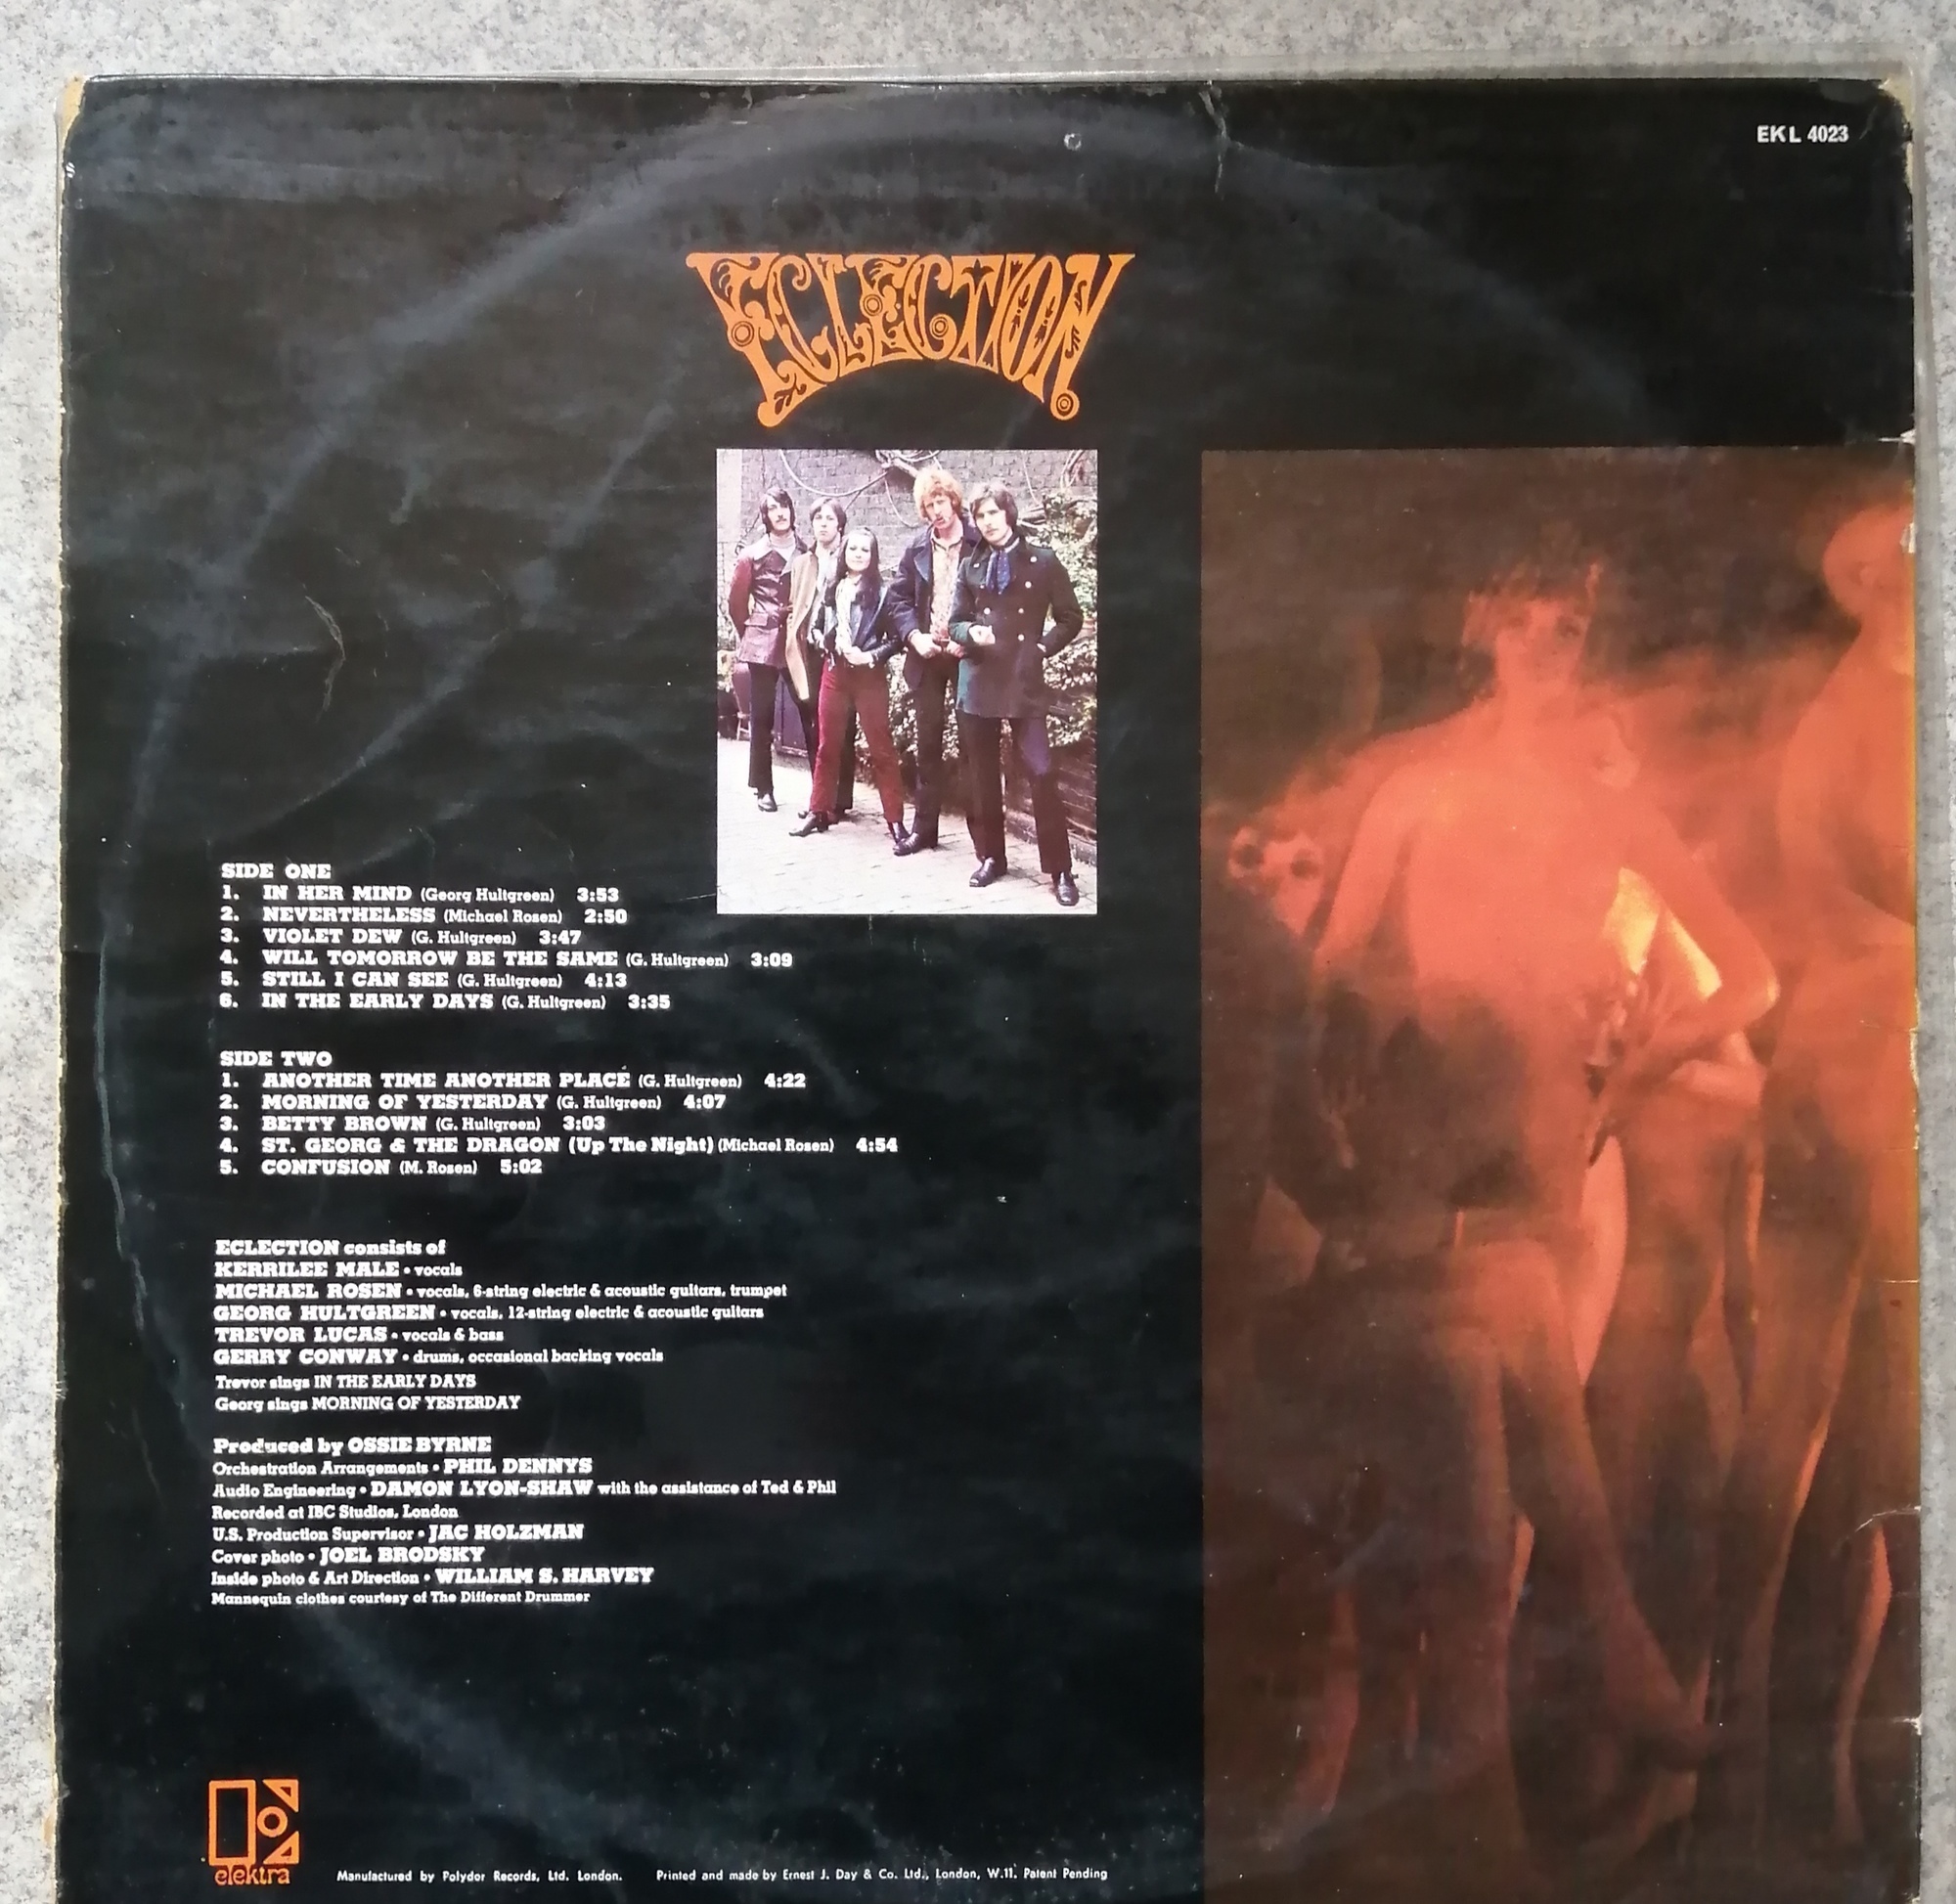 EKL 4023
ECLECTION
SIDE ONE
1. IN HER MIND (Georg Hultgreen) 3:53
2. NEVERTHELESS (Michael Rosen) 2:50
3. VIOLET DEW (G. Hultgreen) 3:47
4. WILL TOMORROW BE THE SAME (G. Hultgreen) 3:09
5. STILL I CAN SEE (G. Hultgreen) 4:13
6. IN THE EARLY DAYS (G. Hultgreen) 3:35
SIDE TWO
1. ANOTHER TIME ANOTHER PLACE (G. Hultgreen) 4:22
2. MORNING OF YESTERDAY (G. Hultgreen) 4:07
3. BETTY BROWN (G. Hultgreen) 3:03
4. ST. GEORG & THE DRAGON (Up The Night) (Michael Rosen) 4:54
5. CONFUSION (M. Rosen) 5:02
ECLECTION consists of
KERRILEE MALE • vocals
MICHAEL ROSEN • vocals, 6-string electric & acoustic guitars, trumpet
GEORG HULTGREEN • vocals, 12-string electric & acoustic guitars
TREVOR LUCAS • vocals & bass
GERRY CONWAY • drums, occasional backing vocals
Trevor sings IN THE EARLY DAYS
Georg sings MORNING OF YESTERDAY
Produced by OSSIE BYRNE
Orchestration Arrangements • PHIL DENNYS
Audio Engineering • DAMON LYON-SHAW with the assistance of Ted & Phil
Recorded at IBC Studios, London
U.S. Production Supervisor • JAC HOLZMAN
Cover photo • JOEL BRODSKY
Inside photo & Art Direction • WILLIAM S. HARVEY
Mannequin clothes courtesy of The Different Drummer
elektra
Manufactured by Polydor Records, Ltd. London. Printed and made by Ernest J. Day & Co. Ltd., London, W.11. Patent Pending